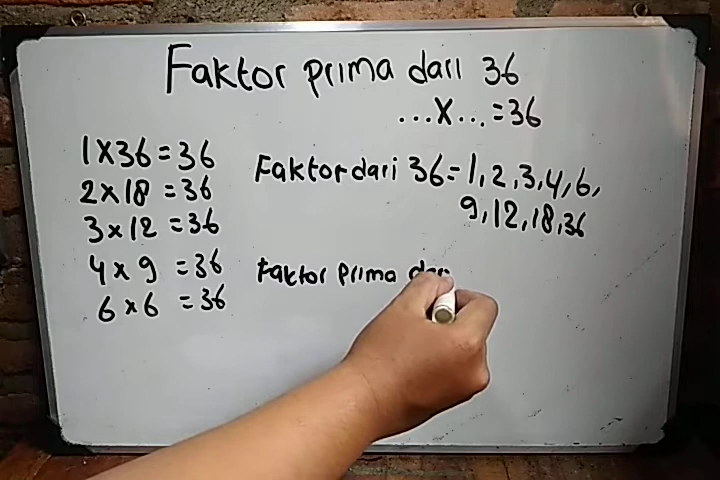 Faktor prima dari 36
...x...=36
1x36=36
2x18=36
3x12=36
4x9=36
6x6=36
Faktor dari 36=1,2,3,4,6,
9,12,18,36
Faktor prima dari